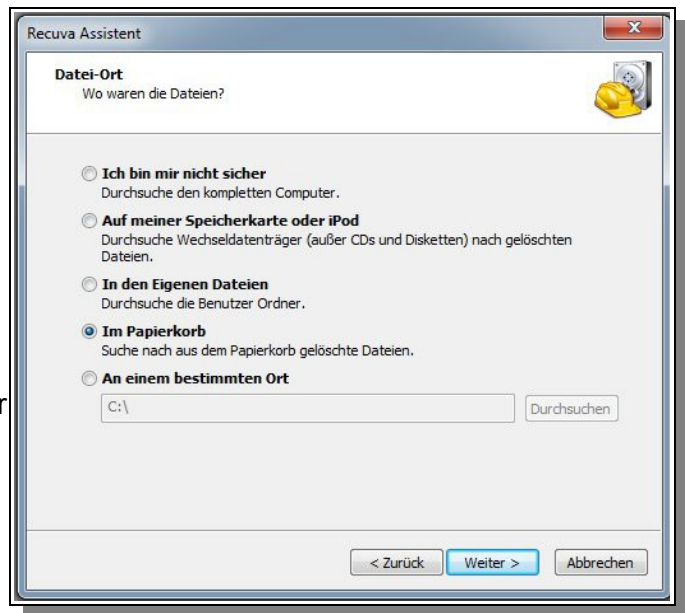 Recuva Assistent
Datei-Ort
Wo waren die Dateien?
Ich bin mir nicht sicher
Durchsuche den kompletten Computer.
Auf meiner Speicherkarte oder iPod
Durchsuche Wechseldatenträger (außer CDs und Disketten) nach gelöschten
Dateien.
In den Eigenen Dateien
Durchsuche die Benutzer Ordner.
Im Papierkorb
Suche nach aus dem Papierkorb gelöschte Dateien.
An einem bestimmten Ort
r
C:\
Durchsuchen
< Zurück
Weiter >
Abbrechen